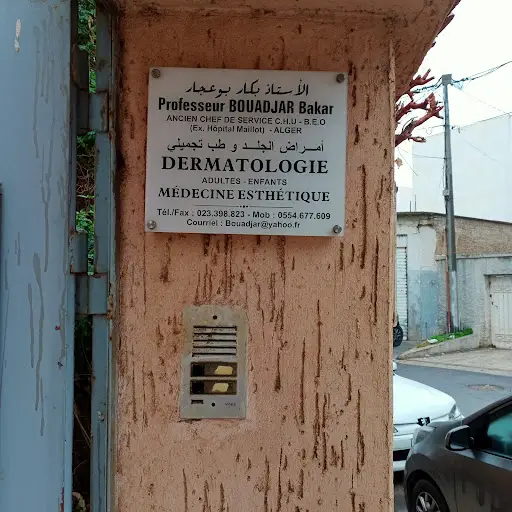 الأستاذ بكار بوعجار
Professeur BOUADJAR Bakar
ANCIEN CHEF DE SERVICE C.H.U - B.E.O
(Ex. Hôpital Maillot) - ALGER
أمراض الجلد و طب تجميلي
DERMATOLOGIE
ADULTES - ENFANTS
MÉDECINE ESTHÉTIQUE
Tél./Fax : 023.398.823 - Mob : 0554.677.609
Courriel : Bouadjar@yahoo.fr